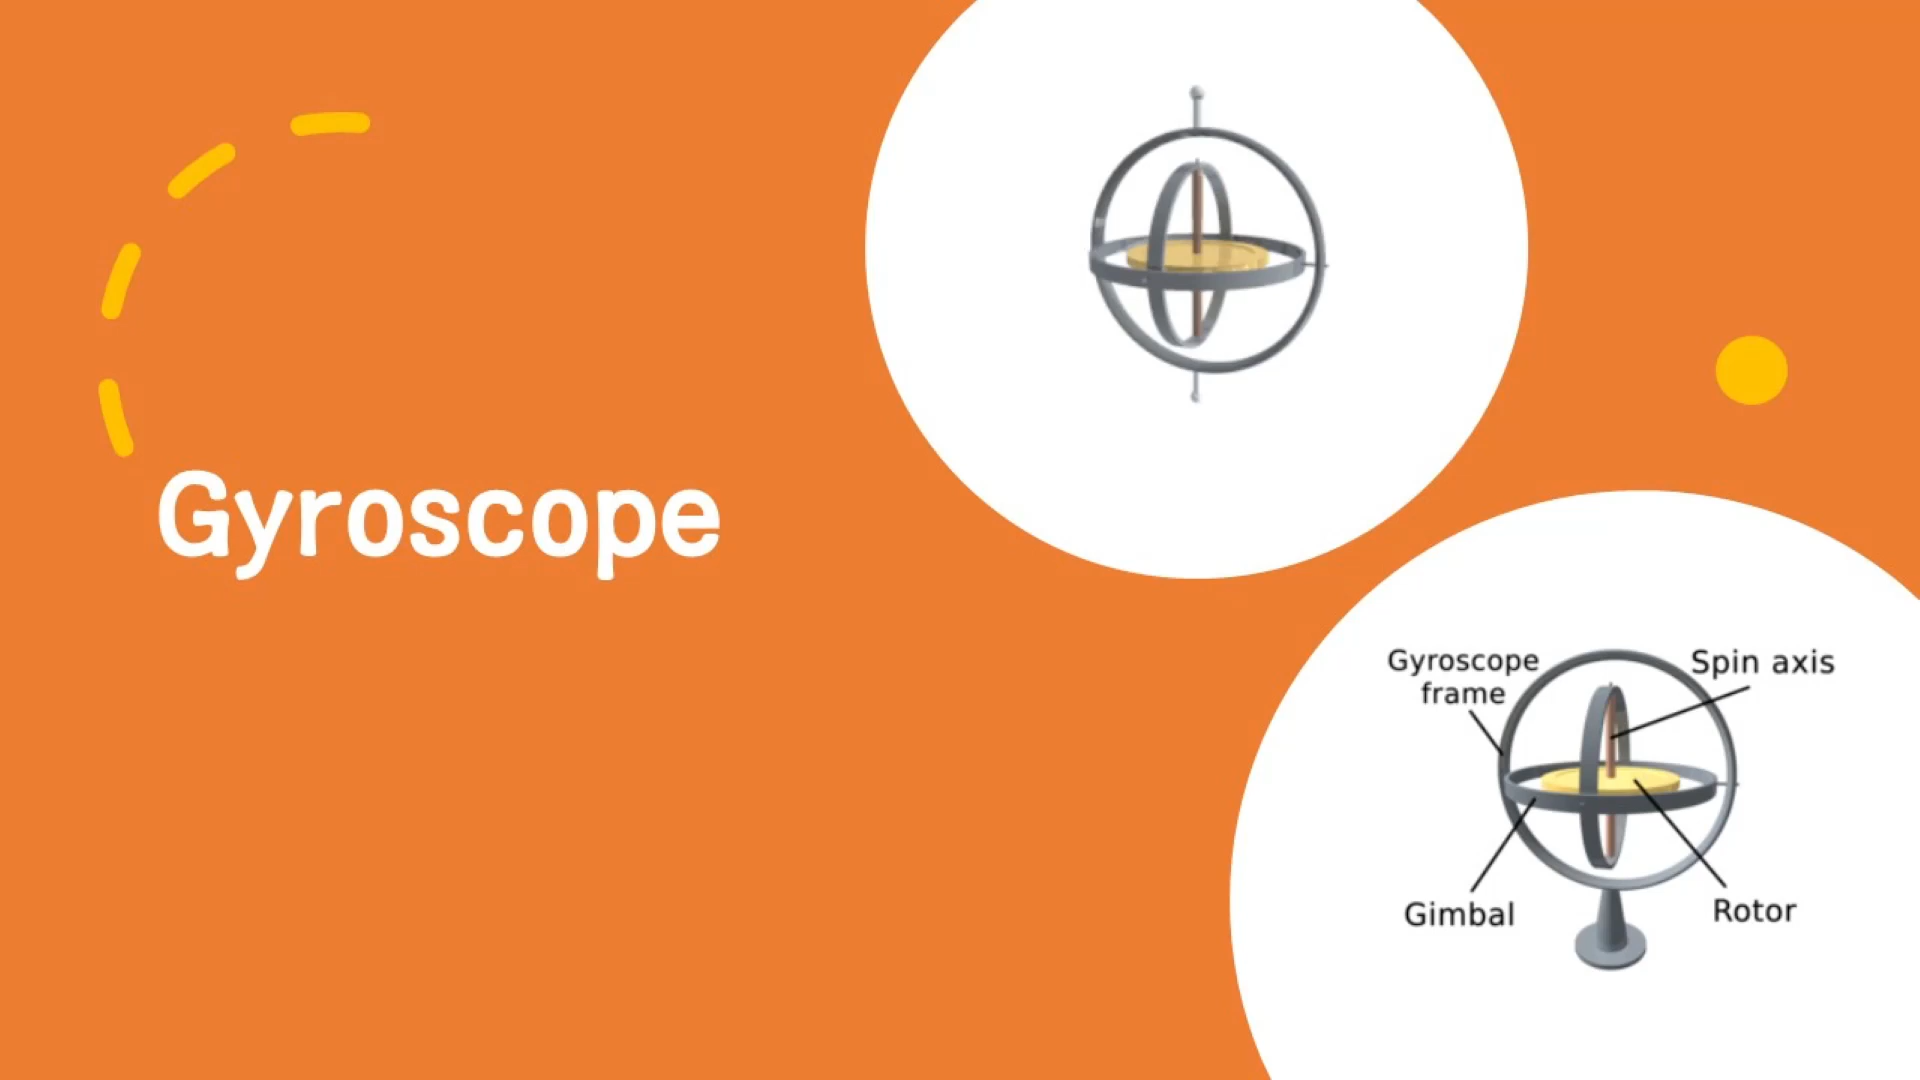 Gyroscope
Gyroscope
frame
Spin axis
Gimbal
Rotor